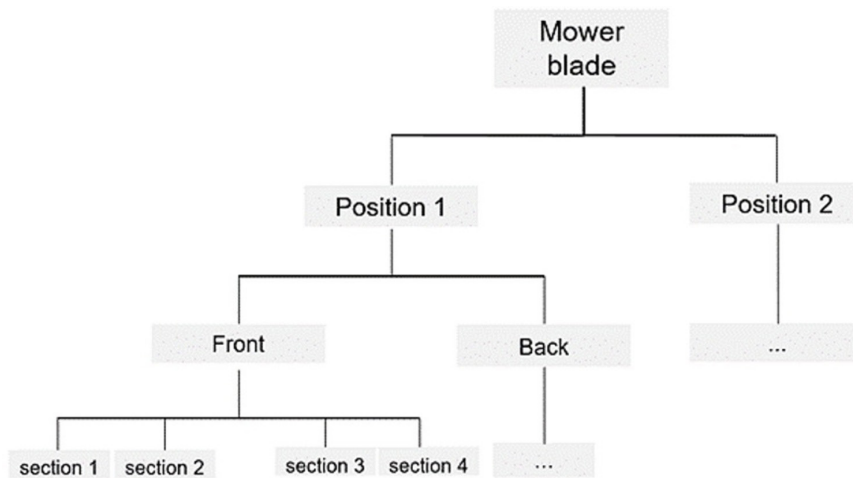 Mower
blade
Position 1
Position 2
Front
Back
...
section 1
section 2
section 3
section 4
...